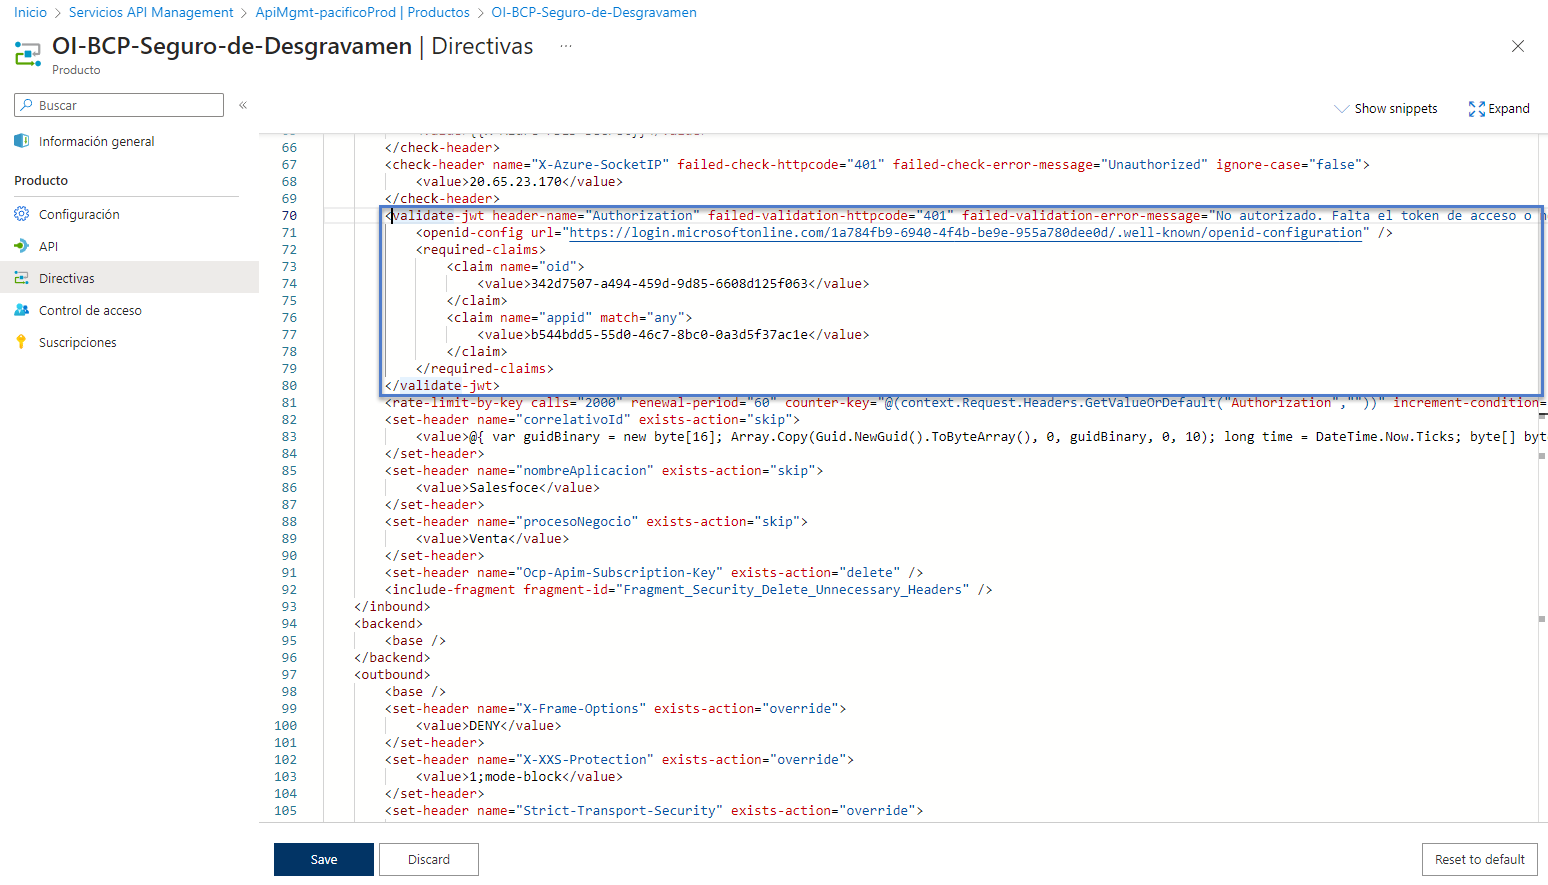 Inicio > Servicios API Management > ApiMgmt-pacificoProd | Productos > OI-BCP-Seguro-de-Desgravamen
OI-BCP-Seguro-de-Desgravamen | Directivas ...
Producto
Buscar
«
Información general
Producto
Configuración
API
Directivas
Control de acceso
Suscripciones
Show snippets
Expand
66 </check-header>
67 <check-header name="X-Azure-SocketIP" failed-check-httpcode="401" failed-check-error-message="Unauthorized" ignore-case="false">
68 <value>20.65.23.170</value>
69 </check-header>
70 <validate-jwt header-name="Authorization" failed-validation-httpcode="401" failed-validation-error-message="No autorizado. Falta el token de acceso o
71 <openid-config url="https://login.microsoftonline.com/1a784fb9-6940-4f4b-be9e-955a780dee0d/.well-known/openid-configuration" />
72 <required-claims>
73 <claim name="oid">
74 <value>342d7507-a494-459d-9d85-6608d125f063</value>
75 </claim>
76 <claim name="appid" match="any">
77 <value>b544bdd5-55d0-46c7-8bc0-0a3d5f37ac1e</value>
78 </claim>
79 </required-claims>
80 </validate-jwt>
81 <rate-limit-by-key calls="2000" renewal-period="60" counter-key="@(context.Request.Headers.GetValueOrDefault("Authorization",""))" increment-condition=
82 <set-header name="correlativoId" exists-action="skip">
83 <value>@{ var guidBinary = new byte[16]; Array.Copy(Guid.NewGuid().ToByteArray(), 0, guidBinary, 0, 10); long time = DateTime.Now.Ticks; byte[] byt
84 </set-header>
85 <set-header name="nombreAplicacion" exists-action="skip">
86 <value>Salesfoce</value>
87 </set-header>
88 <set-header name="procesoNegocio" exists-action="skip">
89 <value>Venta</value>
90 </set-header>
91 <set-header name="Ocp-Apim-Subscription-Key" exists-action="delete" />
92 <include-fragment fragment-id="Fragment_Security_Delete_Unnecessary_Headers" />
93 </inbound>
94 <backend>
95 <base />
96 </backend>
97 <outbound>
98 <base />
99 <set-header name="X-Frame-Options" exists-action="override">
100 <value>DENY</value>
101 </set-header>
102 <set-header name="X-XXS-Protection" exists-action="override">
103 <value>1;mode-block</value>
104 </set-header>
105 <set-header name="Strict-Transport-Security" exists-action="override">
Save
Discard
Reset to default